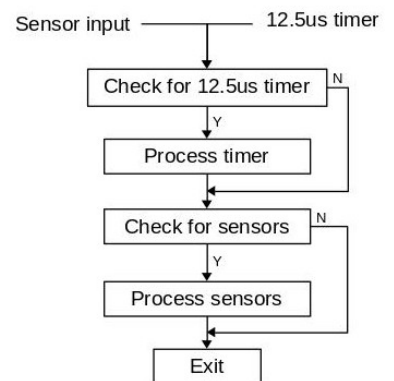 Sensor input
12.5us timer
Check for 12.5us timer
N
Y
Process timer
Check for sensors
N
Y
Process sensors
Exit